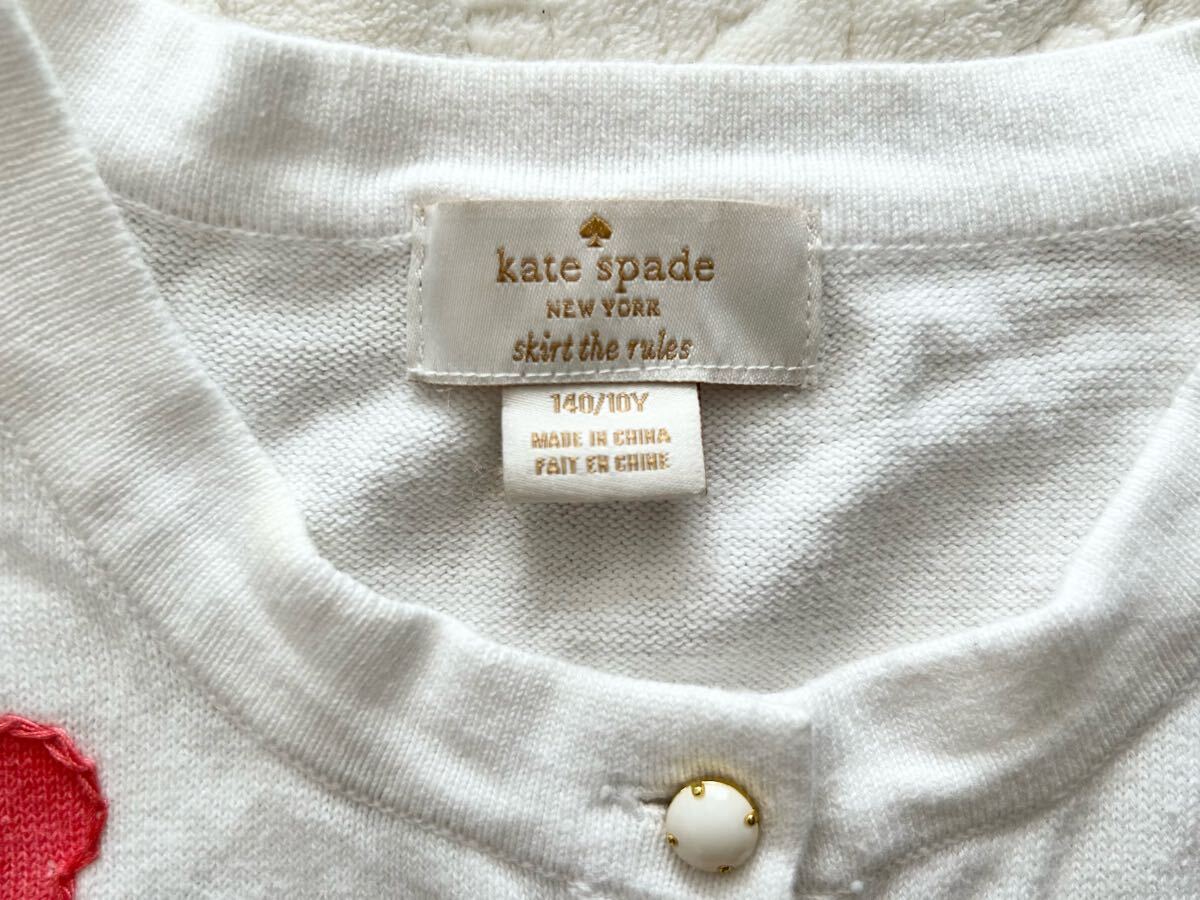 kate spade
NEW YORK
skirt the rules
140/10Y
MADE IN CHINA
FAIT EN CHINE